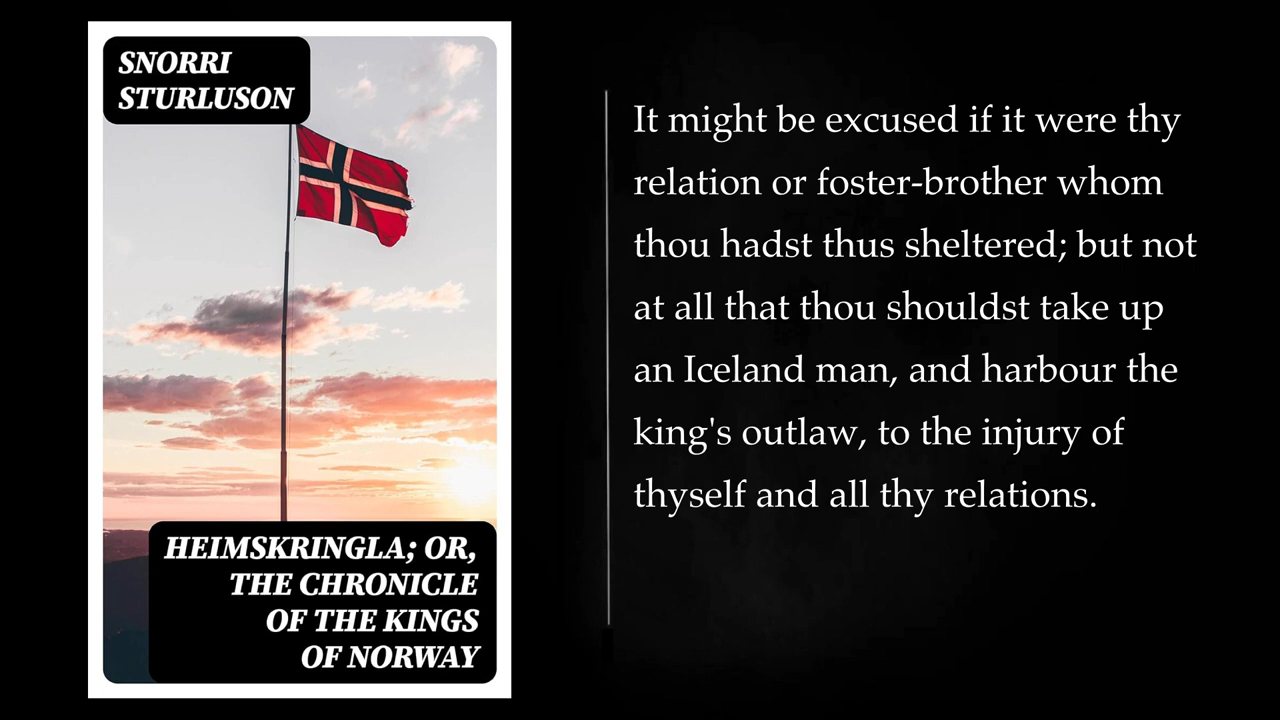 SNORRI
STURLUSON
HEIMSKRINGLA; OR,
THE CHRONICLE
OF THE KINGS
OF NORWAY
It might be excused if it were thy
relation or foster-brother whom
thou hadst thus sheltered; but not
at all that thou shouldst take up
an Iceland man, and harbour the
king's outlaw, to the injury of
thyself and all thy relations.